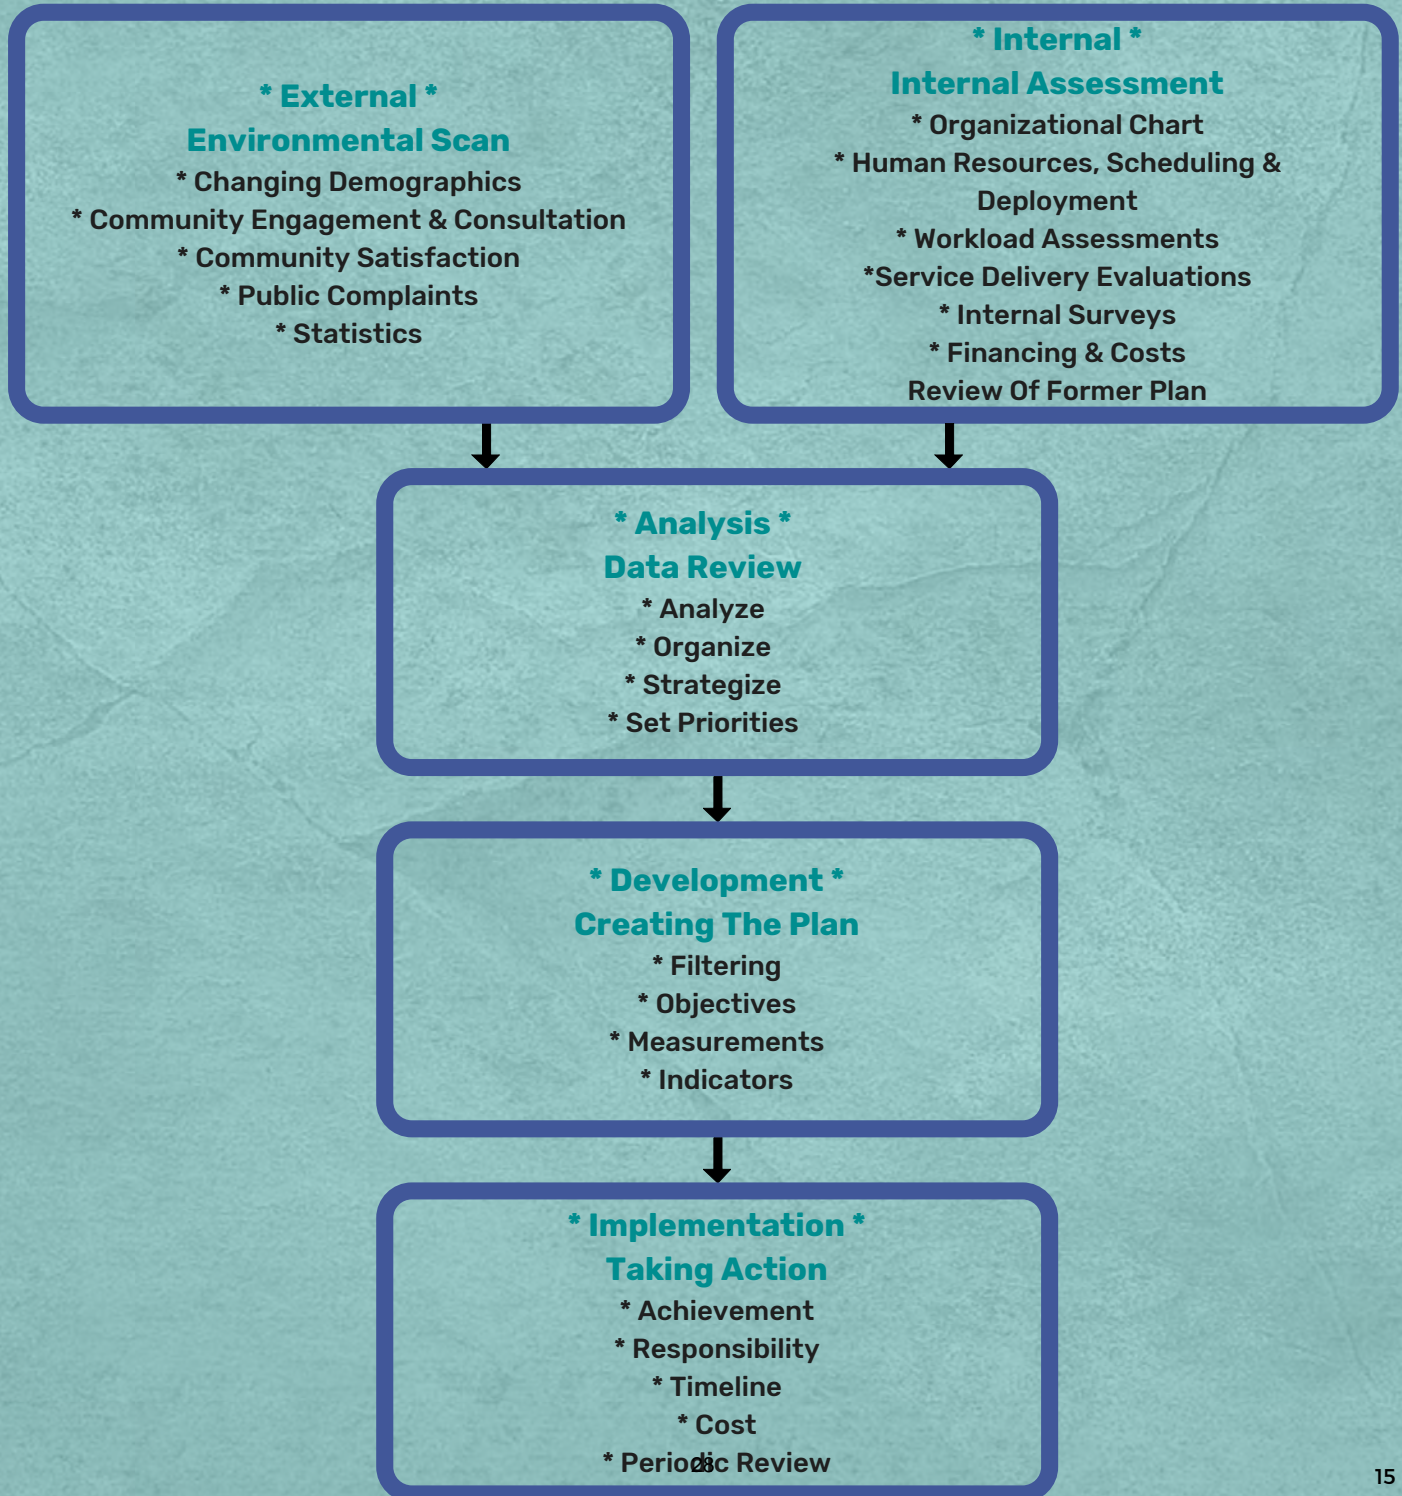 * External *
Environmental Scan
* Changing Demographics
* Community Engagement & Consultation
* Community Satisfaction
* Public Complaints
* Statistics
* Internal *
Internal Assessment
* Organizational Chart
* Human Resources, Scheduling &
Deployment
* Workload Assessments
*Service Delivery Evaluations
* Internal Surveys
* Financing & Costs
Review Of Former Plan
* Analysis *
Data Review
* Analyze
* Organize
* Strategize
* Set Priorities
* Development *
Creating The Plan
* Filtering
* Objectives
* Measurements
* Indicators
* Implementation *
Taking Action
* Achievement
* Responsibility
* Timeline
* Cost
* Periodic Review
28
15